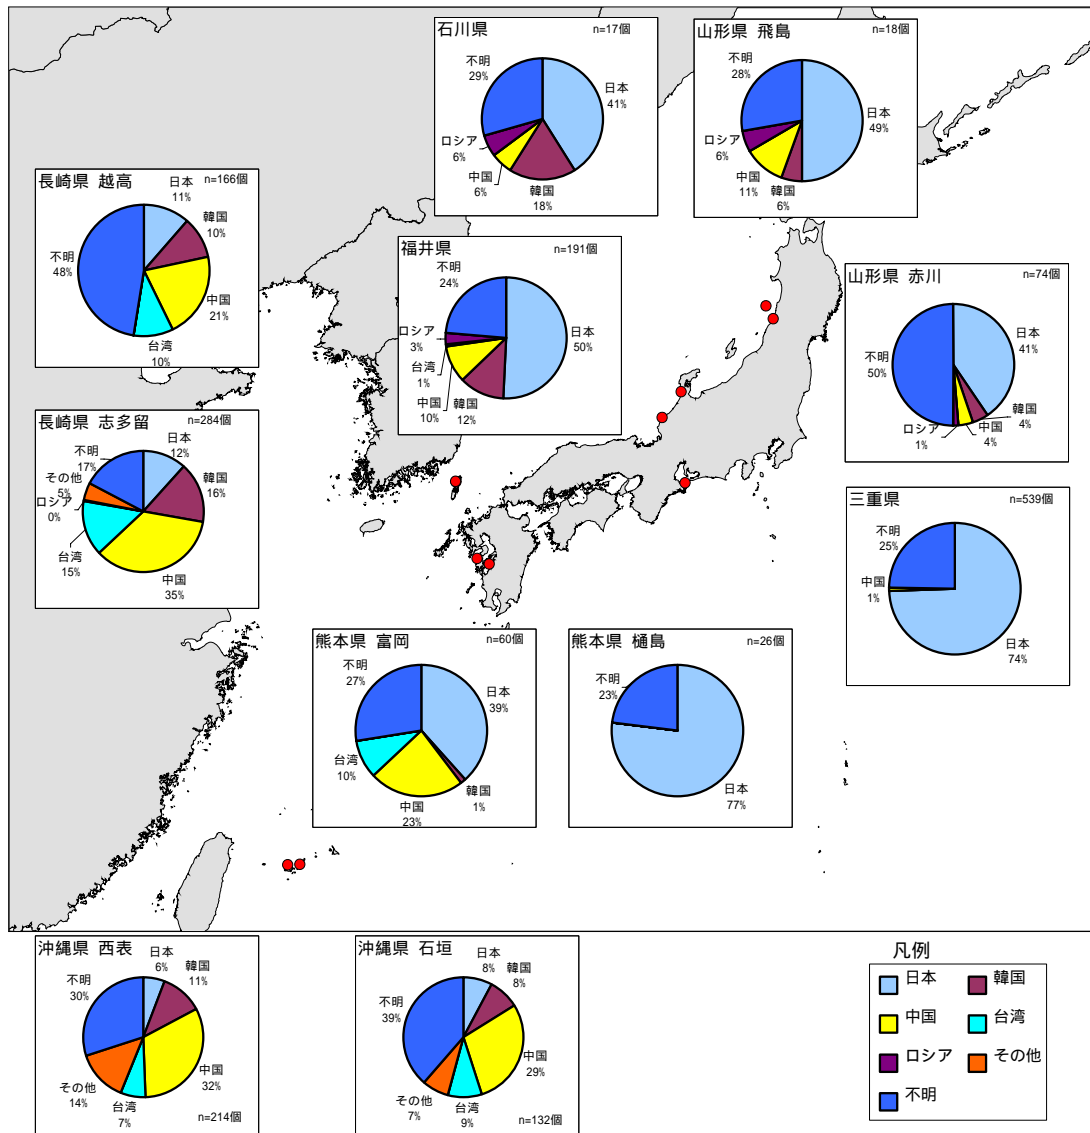 石川県 n=17個
日本
41%
韓国
18%
中国
6%
ロシア
6%
不明
29%
山形県 飛島 n=18個
日本
49%
韓国
6%
中国
11%
ロシア
6%
不明
28%
長崎県 越高 n=166個
日本
11%
韓国
10%
中国
21%
台湾
10%
不明
48%
福井県 n=191個
日本
50%
韓国
12%
中国
10%
台湾
1%
ロシア
3%
不明
24%
山形県 赤川 n=74個
日本
41%
韓国
4%
中国
4%
ロシア
1%
不明
50%
長崎県 志多留 n=284個
日本
12%
韓国
16%
中国
35%
台湾
15%
ロシア
0%
その他
5%
不明
17%
三重県 n=539個
日本
74%
中国
1%
不明
25%
熊本県 富岡 n=60個
日本
39%
韓国
1%
中国
23%
台湾
10%
不明
27%
熊本県 樋島 n=26個
日本
77%
不明
23%
沖縄県 西表
日本
6%
韓国
11%
中国
32%
台湾
7%
その他
14%
不明
30%
n=214個
沖縄県 石垣
日本
8%
韓国
8%
中国
29%
台湾
9%
その他
7%
不明
39%
n=132個
凡例
日本 韓国
中国 台湾
ロシア その他
不明